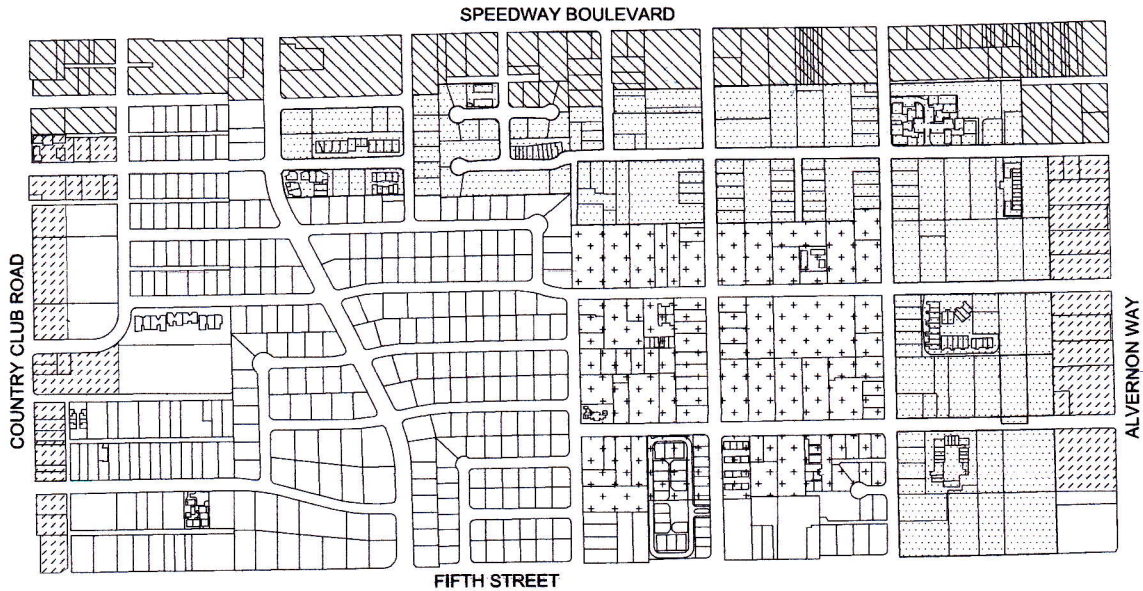 SPEEDWAY BOULEVARD
COUNTRY CLUB ROAD
ALVERNON WAY
FIFTH STREET